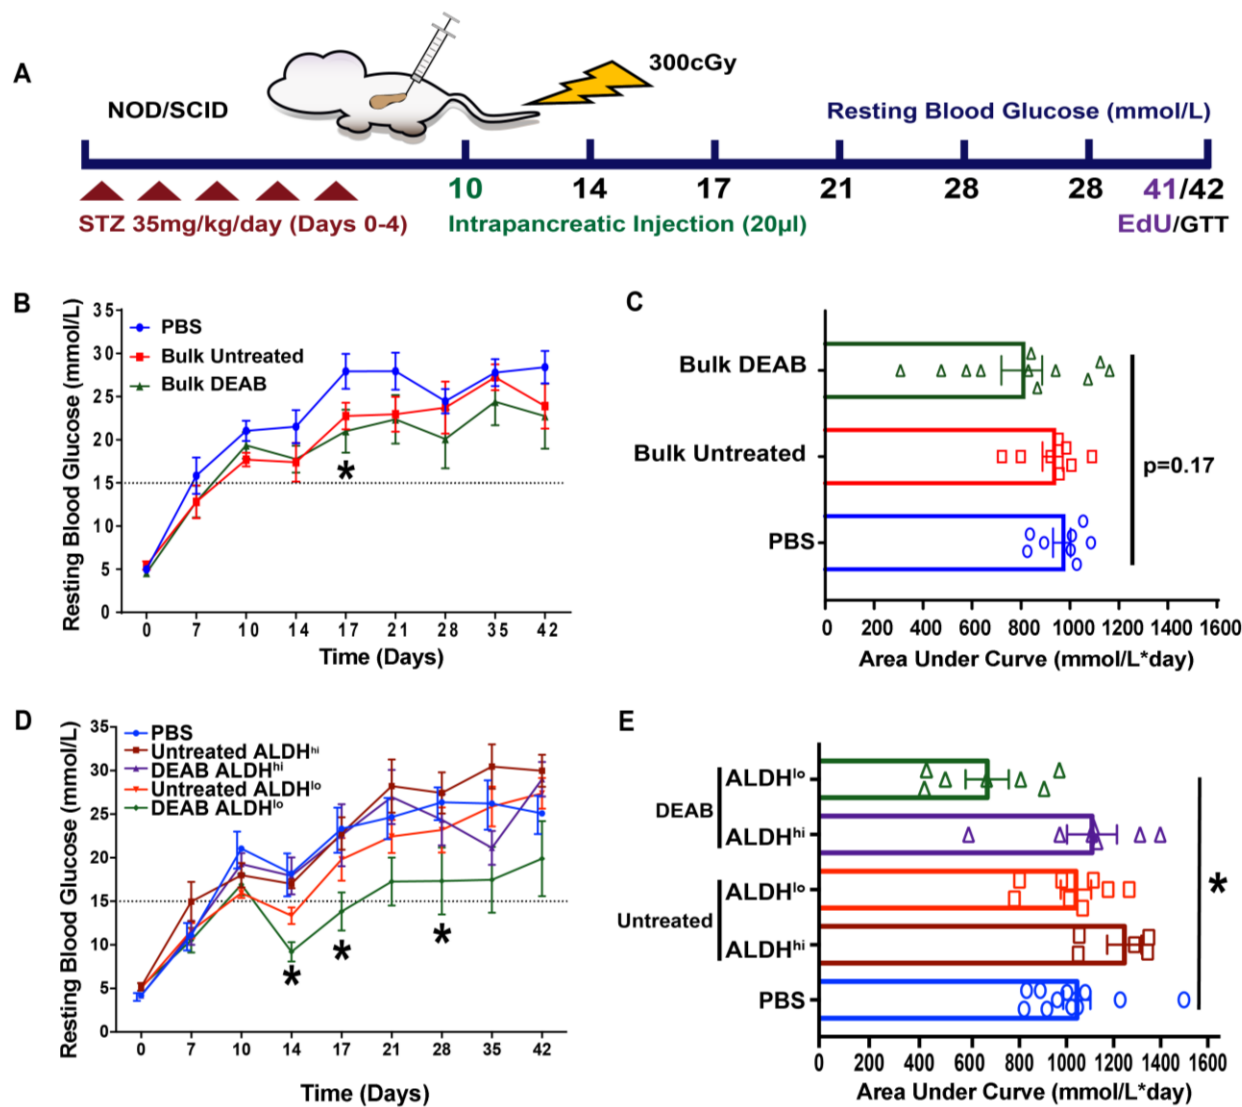 A
NOD/SCID
300cGy
Resting Blood Glucose (mmol/L)
10 14 17 21 28 28 41/42
STZ 35mg/kg/day (Days 0-4)
Intrapancreatic Injection (20µl)
EdU/GTT
B
Resting Blood Glucose (mmol/L)
35
30
25
20
15
10
5
0
PBS
Bulk Untreated
Bulk DEAB
*
0 7 10 14 17 21 28 35 42
Time (Days)
C
Bulk DEAB
Bulk Untreated
PBS
p=0.17
0 200 400 600 800 1000 1200 1400 1600
Area Under Curve (mmol/L*day)
D
Resting Blood Glucose (mmol/L)
35
30
25
20
15
10
5
0
PBS
Untreated ALDHhi
DEAB ALDHhi
Untreated ALDHlo
DEAB ALDHlo
* * *
0 7 10 14 17 21 28 35 42
Time (Days)
E
DEAB
ALDHlo
ALDHhi
Untreated
ALDHlo
ALDHhi
PBS
*
0 200 400 600 800 1000 1200 1400 1600
Area Under Curve (mmol/L*day)